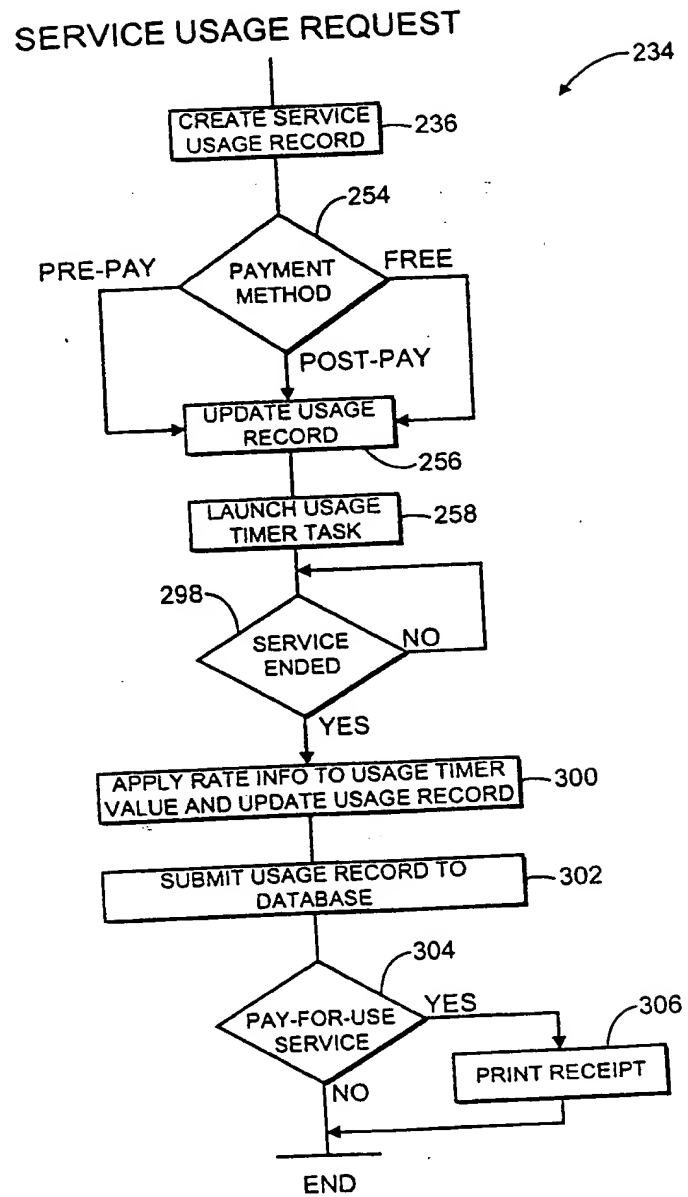 SERVICE USAGE REQUEST
234
CREATE SERVICE
USAGE RECORD
236
254
PRE-PAY
PAYMENT
METHOD
FREE
POST-PAY
UPDATE USAGE
RECORD
256
LAUNCH USAGE
TIMER TASK
258
298
SERVICE
ENDED
NO
YES
APPLY RATE INFO TO USAGE TIMER
VALUE AND UPDATE USAGE RECORD
300
SUBMIT USAGE RECORD TO
DATABASE
302
304
PAY-FOR-USE
SERVICE
YES
306
PRINT RECEIPT
NO
END